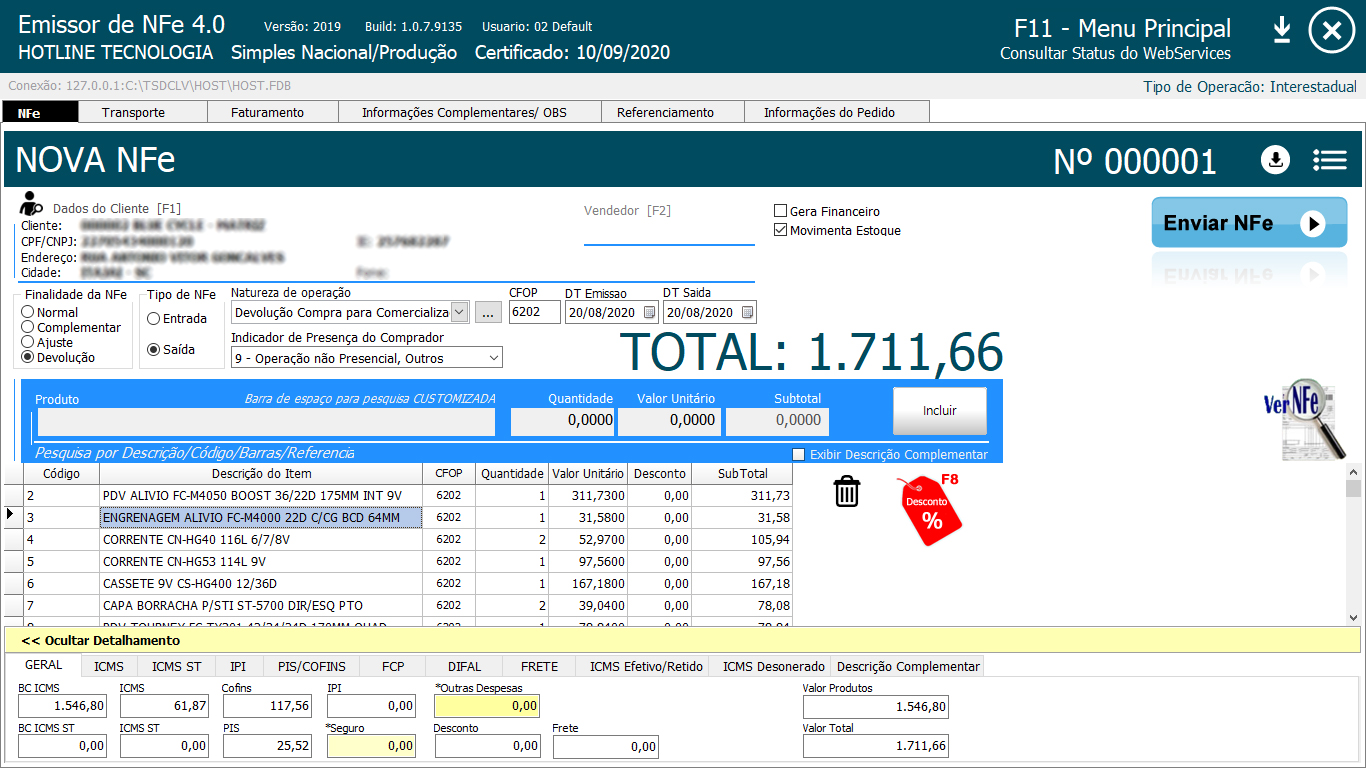 Emissor de NFe 4.0 Versão: 2019 Build: 1.0.7.9135 Usuario: 02 Default F11 - Menu Principal
HOTLINE TECNOLOGIA Simples Nacional/Produção Certificado: 10/09/2020 Consultar Status do WebServices
Conexão: 127.0.0.1:C:\TSDCLV\HOST\HOST.FDB Tipo de Operacão: Interestadual
NFe Transporte Faturamento Informações Complementares/ OBS Referenciamento Informações do Pedido
NOVA NFe Nº 000001
Dados do Cliente [F1] Vendedor [F2] Gera Financeiro
Cliente: Movimenta Estoque Enviar NFe
CPF/CNPJ:
Endereço:
Cidade:
Finalidade da NFe Tipo de NFe Natureza de operação CFOP DT Emissao DT Saida
Normal Entrada Devolução Compra para Comercializa ... 6202 20/08/2020 20/08/2020
Complementar
Ajuste Saída Indicador de Presença do Comprador
Devolução 9 - Operação não Presencial, Outros TOTAL: 1.711,66
Produto Barra de espaço para pesquisa CUSTOMIZADA Quantidade Valor Unitário Subtotal
0,0000 0,0000 0,0000 Incluir
Ver NFe
Pesquisa por Descrição/Código/Barras/Referencia Exibir Descrição Complementar
Código Descrição do Item CFOP Quantidade Valor Unitário Desconto SubTotal
2 PDV ALIVIO FC-M4050 BOOST 36/22D 175MM INT 9V 6202 1 311,7300 0,00 311,73
3 ENGRENAGEM ALIVIO FC-M4000 22D C/CG BCD 64MM 6202 1 31,5800 0,00 31,58
4 CORRENTE CN-HG40 116L 6/7/8V 6202 2 52,9700 0,00 105,94
5 CORRENTE CN-HG53 114L 9V 6202 1 97,5600 0,00 97,56
6 CASSETE 9V CS-HG400 12/36D 6202 1 167,1800 0,00 167,18
7 CAPA BORRACHA P/STI ST-5700 DIR/ESQ PTO 6202 2 39,0400 0,00 78,08
F8
Desconto
%
<< Ocultar Detalhamento
GERAL ICMS ICMS ST IPI PIS/COFINS FCP DIFAL FRETE ICMS Efetivo/Retido ICMS Desonerado Descrição Complementar
BC ICMS ICMS Cofins IPI *Outras Despesas Valor Produtos
1.546,80 61,87 117,56 0,00 0,00 1.546,80
BC ICMS ST ICMS ST PIS *Seguro Desconto Frete Valor Total
0,00 0,00 25,52 0,00 0,00 0,00 1.711,66